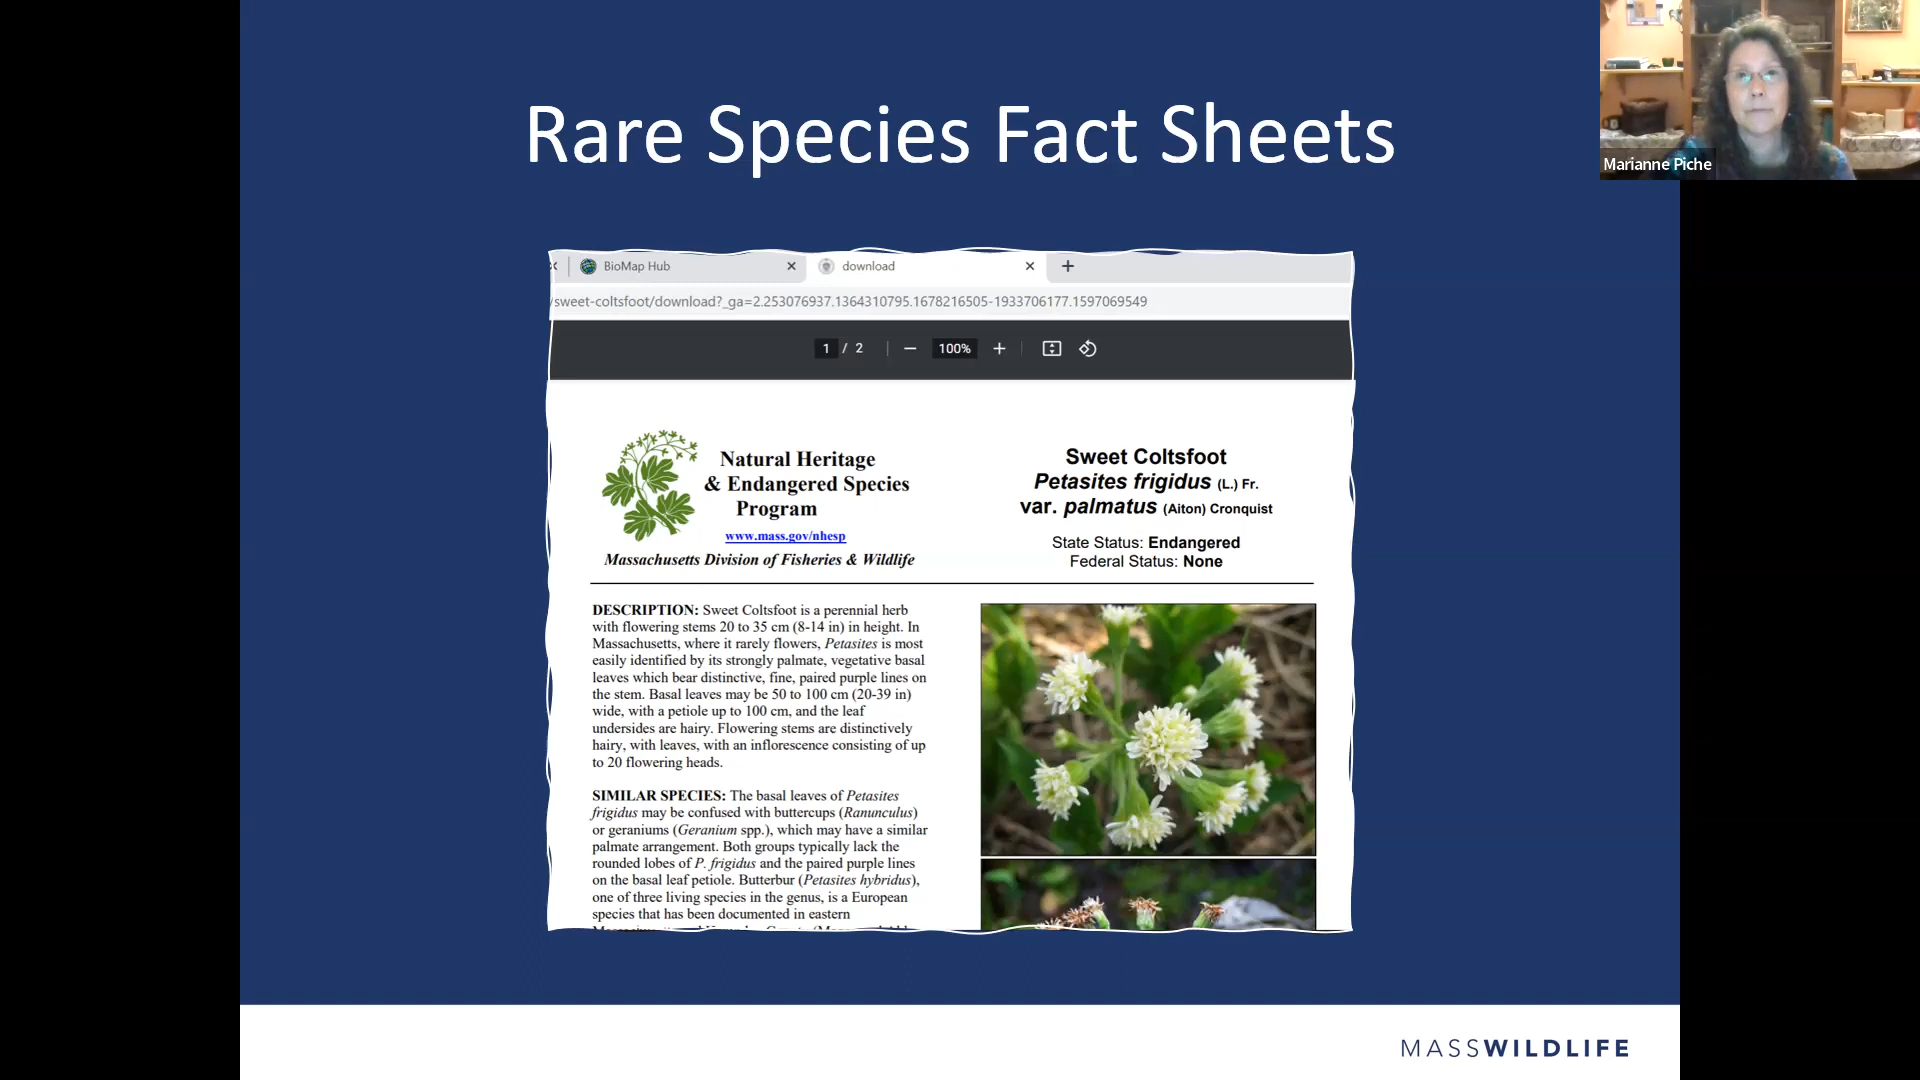 Rare Species Fact Sheets
Marianne Piche
BioMap Hub
download
/sweet-coltsfoot/download?_ga=2.253076937.1364310795.1678216505-1933706177.1597069549
1 / 2
100%
Natural Heritage
& Endangered Species
Program
www.mass.gov/nhesp
Massachusetts Division of Fisheries & Wildlife
Sweet Coltsfoot
Petasites frigidus (L.) Fr.
var. palmatus (Aiton) Cronquist
State Status: Endangered
Federal Status: None
DESCRIPTION: Sweet Coltsfoot is a perennial herb
with flowering stems 20 to 35 cm (8-14 in) in height. In
Massachusetts, where it rarely flowers, Petasites is most
easily identified by its strongly palmate, vegetative basal
leaves which bear distinctive, fine, paired purple lines on
the stem. Basal leaves may be 50 to 100 cm (20-39 in)
wide, with a petiole up to 100 cm, and the leaf
undersides are hairy. Flowering stems are distinctively
hairy, with leaves, with an inflorescence consisting of up
to 20 flowering heads.
SIMILAR SPECIES: The basal leaves of Petasites
frigidus may be confused with buttercups (Ranunculus)
or geraniums (Geranium spp.), which may have a similar
palmate arrangement. Both groups typically lack the
rounded lobes of P. frigidus and the paired purple lines
on the basal leaf petiole. Butterbur (Petasites hybridus),
one of three living species in the genus, is a European
species that has been documented in eastern
MASSWILDLIFE